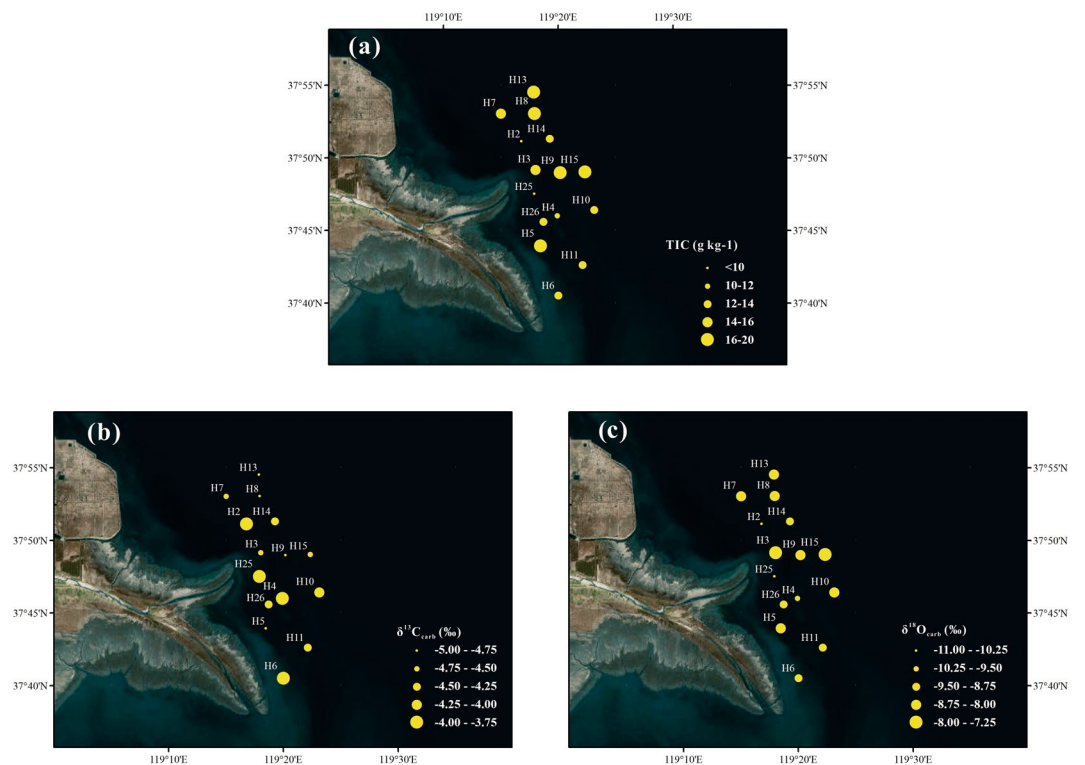 119°10'E 119°20'E 119°30'E
(a)
37°55'N 37°55'N
37°50'N 37°50'N
37°45'N 37°45'N
37°40'N 37°40'N
H13
H7 H8
H2 H14
H3 H9 H15
H25
H26 H4 H10
H5
H11
H6
TIC (g kg-1)
<10
10-12
12-14
14-16
16-20
(b)
37°55'N
37°50'N
37°45'N
37°40'N
H13
H7 H8
H2 H14
H3 H9 H15
H25
H4 H10
H26
H5
H11
H6
δ¹³Ccarb (‰)
-5.00 - -4.75
-4.75 - -4.50
-4.50 - -4.25
-4.25 - -4.00
-4.00 - -3.75
119°10'E 119°20'E 119°30'E
(c)
37°55'N
37°50'N
37°45'N
37°40'N
H13
H7 H8
H2 H14
H3 H9 H15
H25
H26 H4 H10
H5
H11
H6
δ¹⁸Ocarb (‰)
-11.00 - -10.25
-10.25 - -9.50
-9.50 - -8.75
-8.75 - -8.00
-8.00 - -7.25
119°10'E 119°20'E 119°30'E